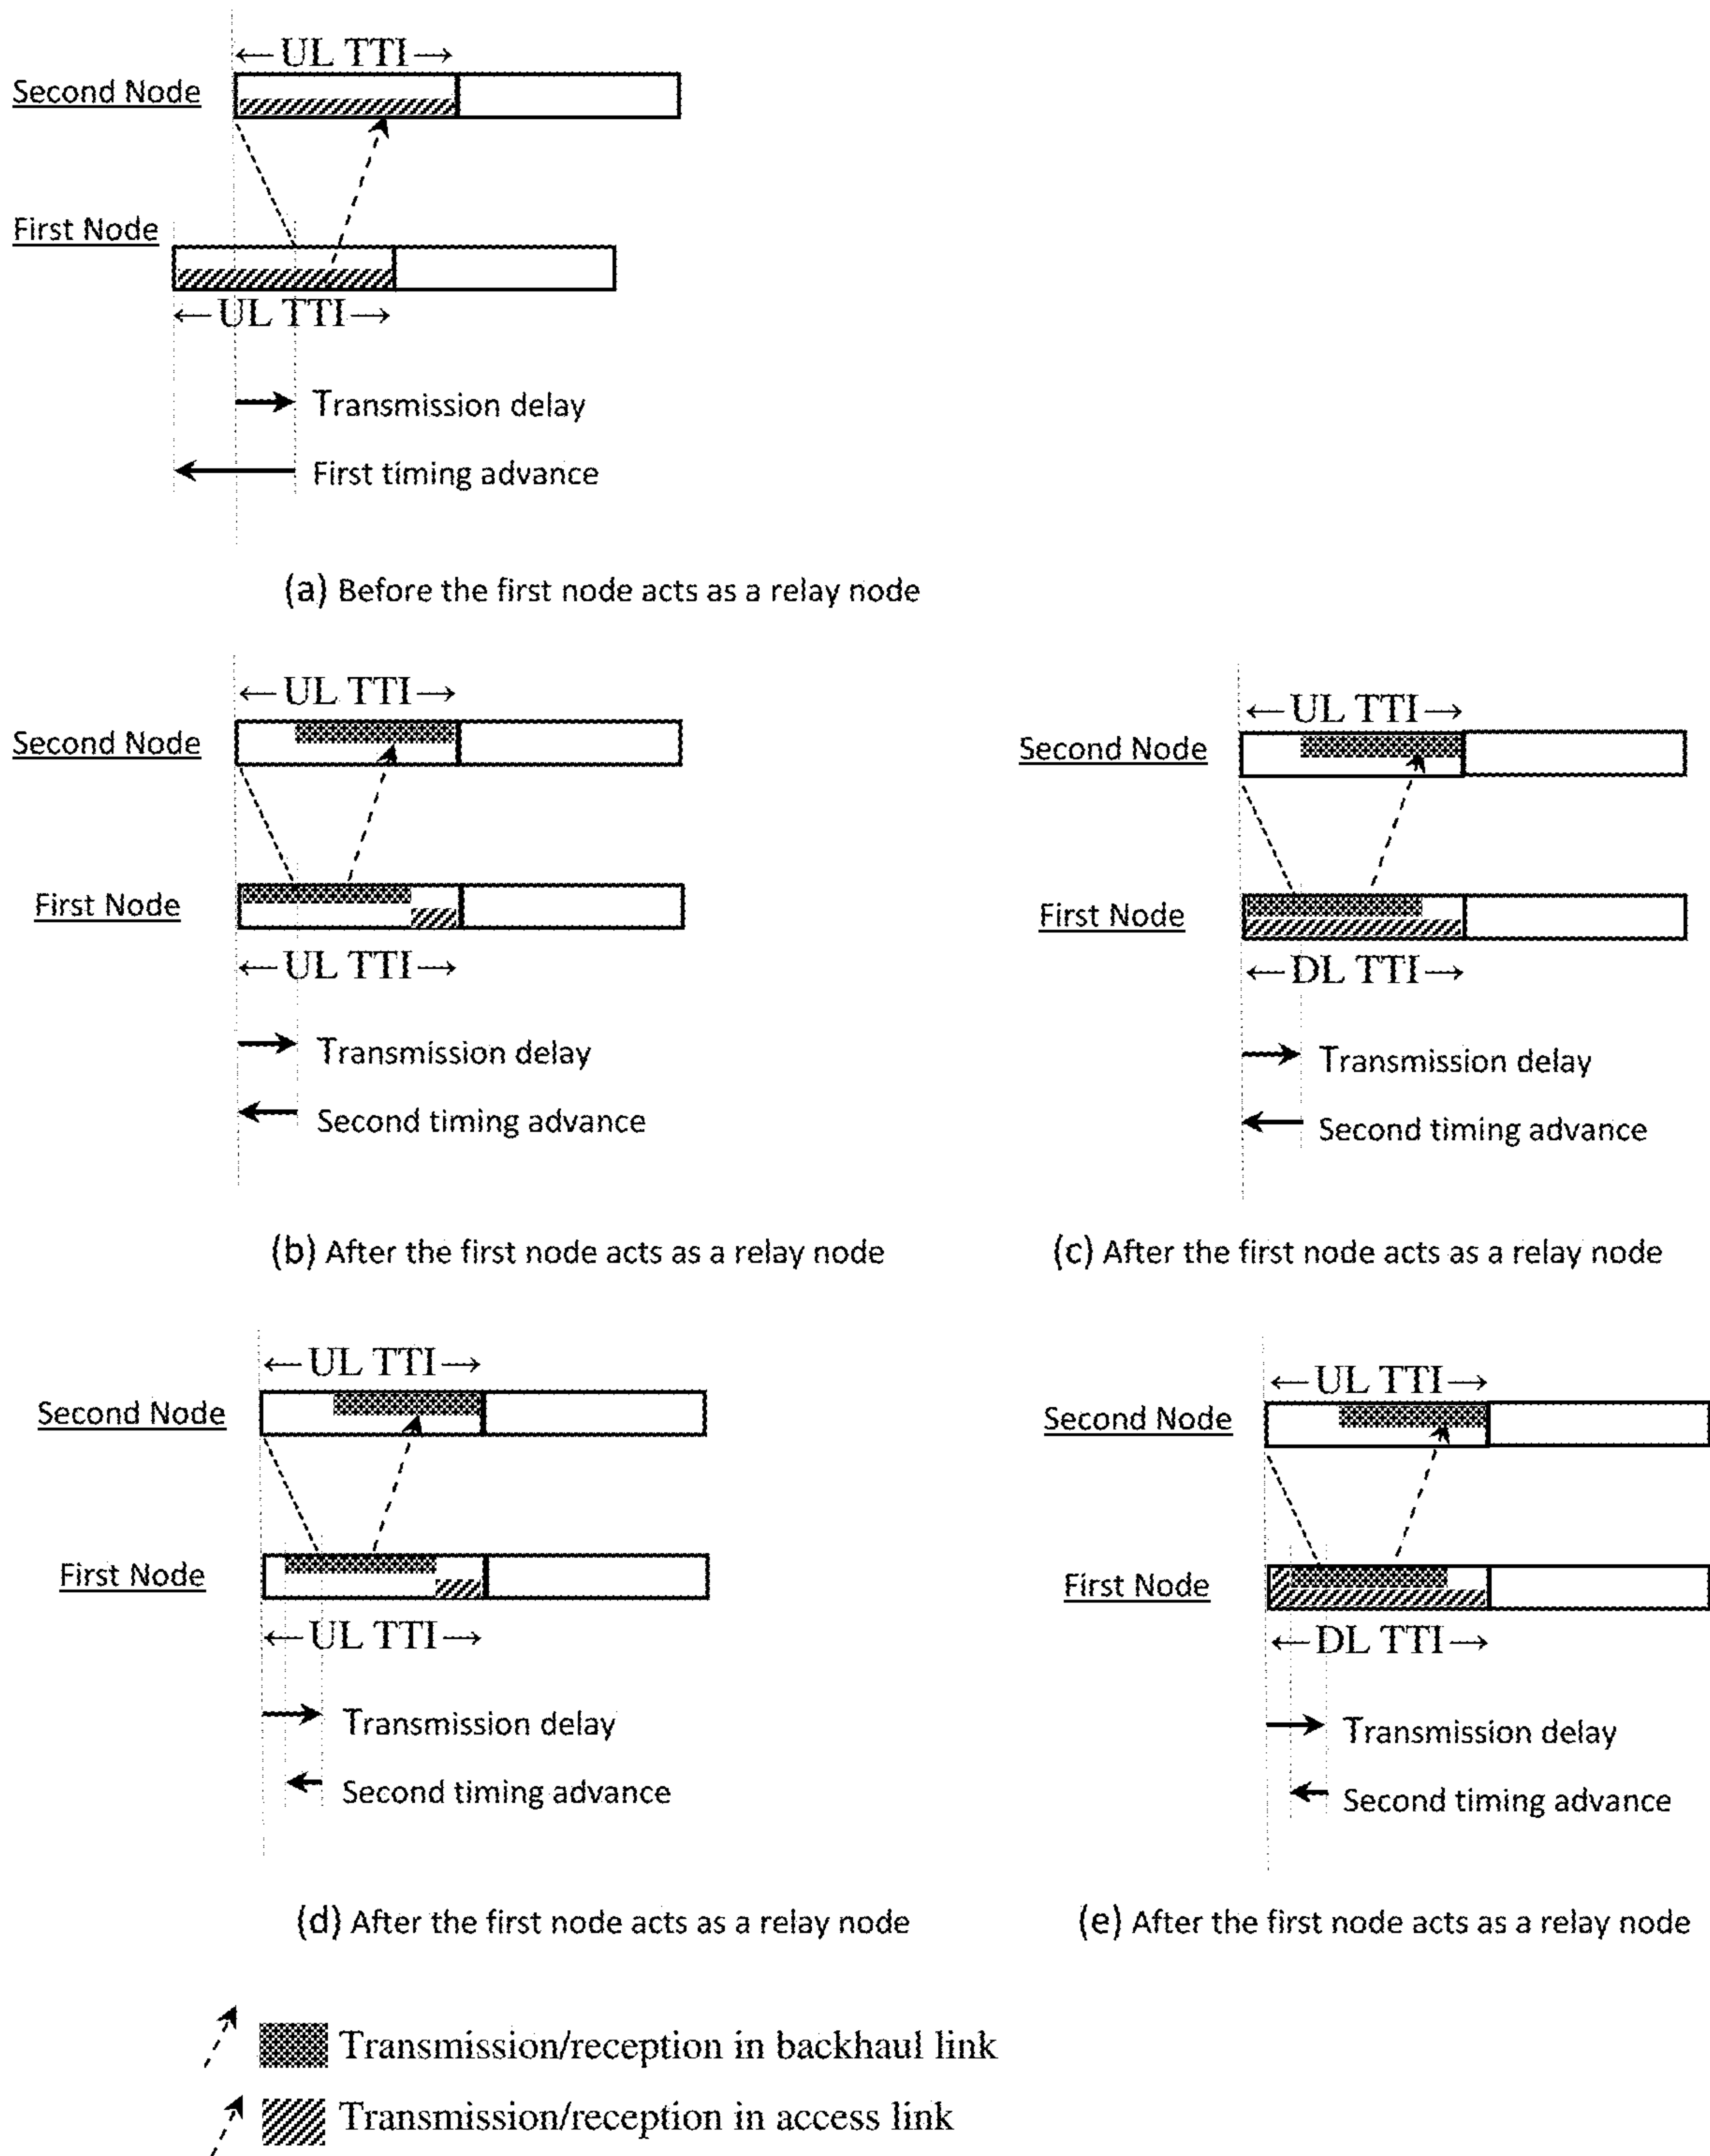 ← UL TTI →
Second Node
First Node
← UL TTI →
Transmission delay
First timing advance
(a) Before the first node acts as a relay node
← UL TTI →
Second Node
First Node
← UL TTI →
Transmission delay
Second timing advance
(b) After the first node acts as a relay node
← UL TTI →
Second Node
First Node
← DL TTI →
Transmission delay
Second timing advance
(c) After the first node acts as a relay node
← UL TTI →
Second Node
First Node
← UL TTI →
Transmission delay
Second timing advance
(d) After the first node acts as a relay node
← UL TTI →
Second Node
First Node
← DL TTI →
Transmission delay
Second timing advance
(e) After the first node acts as a relay node
Transmission/reception in backhaul link
Transmission/reception in access link